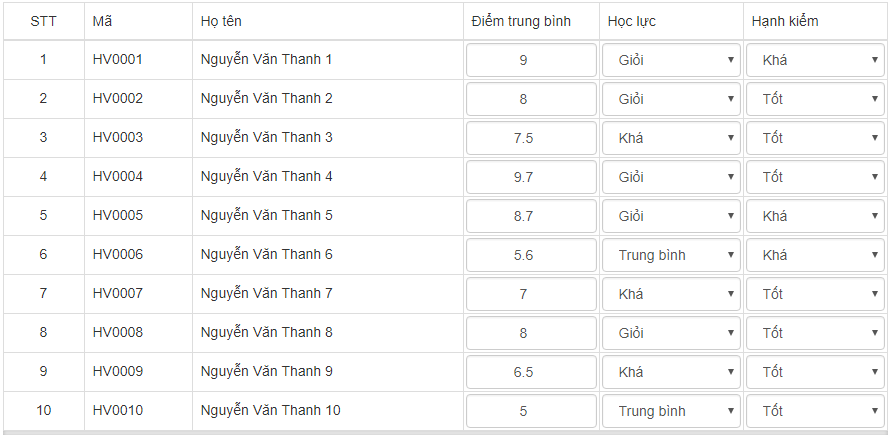 STT Mã Họ tên Điểm trung bình Học lực Hạnh kiểm
1 HV0001 Nguyễn Văn Thanh 1 9 Giỏi Khá
2 HV0002 Nguyễn Văn Thanh 2 8 Giỏi Tốt
3 HV0003 Nguyễn Văn Thanh 3 7.5 Khá Tốt
4 HV0004 Nguyễn Văn Thanh 4 9.7 Giỏi Tốt
5 HV0005 Nguyễn Văn Thanh 5 8.7 Giỏi Khá
6 HV0006 Nguyễn Văn Thanh 6 5.6 Trung bình Khá
7 HV0007 Nguyễn Văn Thanh 7 7 Khá Tốt
8 HV0008 Nguyễn Văn Thanh 8 8 Giỏi Tốt
9 HV0009 Nguyễn Văn Thanh 9 6.5 Khá Tốt
10 HV0010 Nguyễn Văn Thanh 10 5 Trung bình Tốt